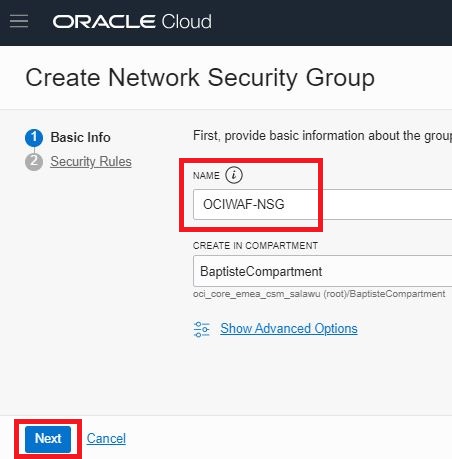 ORACLE Cloud
Create Network Security Group
1 Basic Info
2 Security Rules
First, provide basic information about the group
NAME i
OCIWAF-NSG
CREATE IN COMPARTMENT
BaptisteCompartment
oci_core_emea_csm_salawu (root)/BaptisteCompartment
Show Advanced Options
Next Cancel